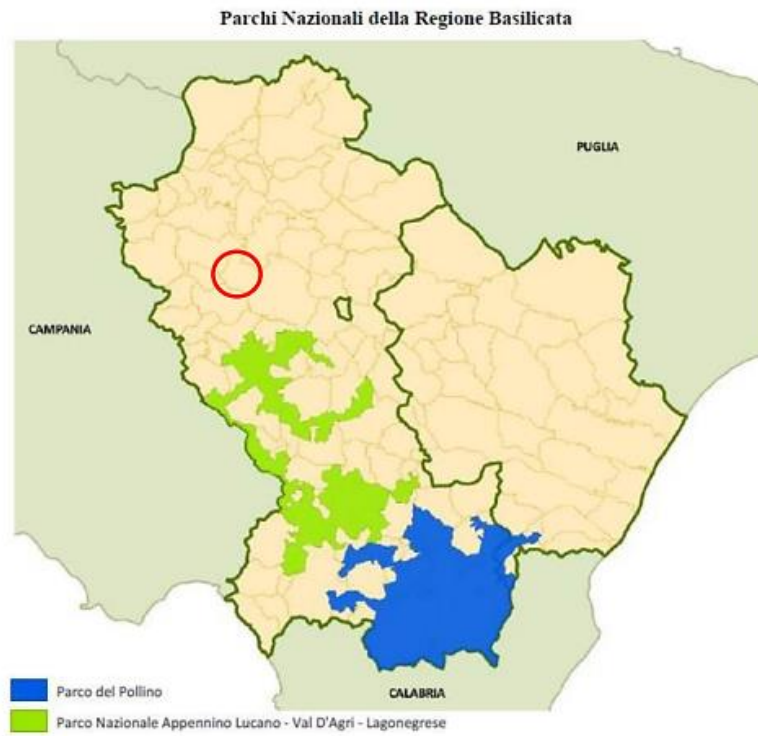 Parchi Nazionali della Regione Basilicata
PUGLIA
CAMPANIA
CALABRIA
Parco del Pollino
Parco Nazionale Appennino Lucano - Val D'Agri - Lagonegrese